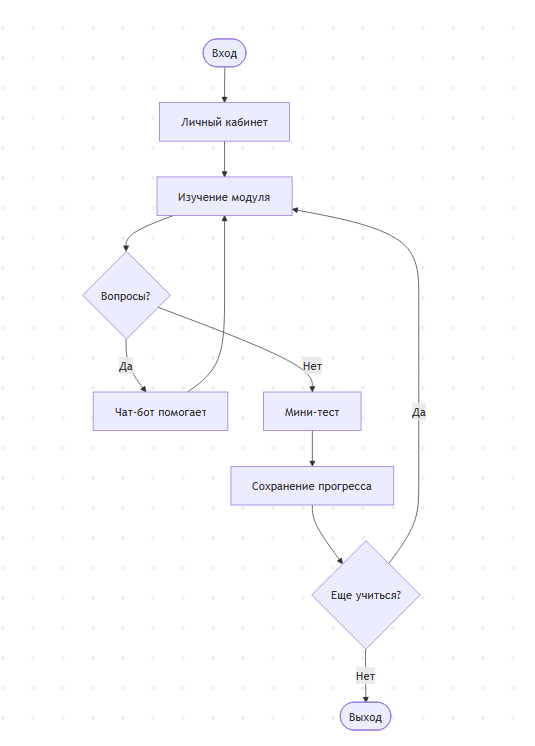 Вход
Личный кабинет
Изучение модуля
Вопросы?
Да
Нет
Чат-бот помогает
Мини-тест
Да
Сохранение прогресса
Еще учиться?
Нет
Выход